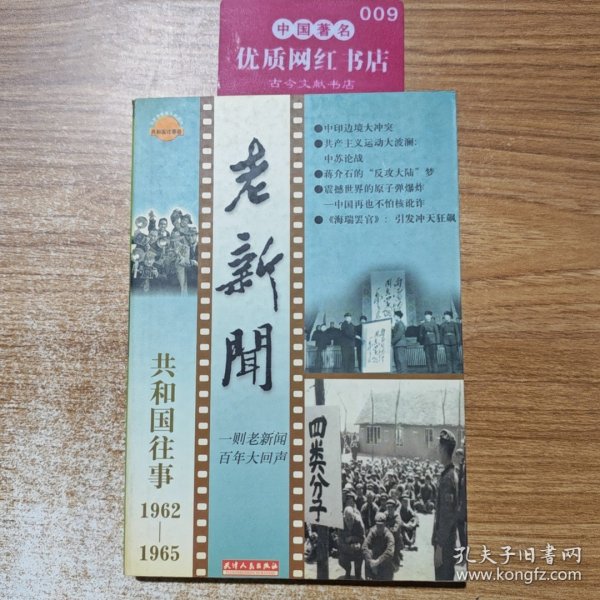 009
中国著名
优质网红书店
古今文献书店
共和国往事卷
老新聞
●中印边境大冲突
●共产主义运动大波澜:
中苏论战
●蒋介石的“反攻大陆”梦
●震撼世界的原子弹爆炸
—中国再也不怕核讹诈
●《海瑞罢官》: 引发冲天狂飙
共和国往事
1962
—
1965
一则老新闻
百年大回声
四类分子
天津人民出版社
孔夫子旧书网
www.kongfz.com